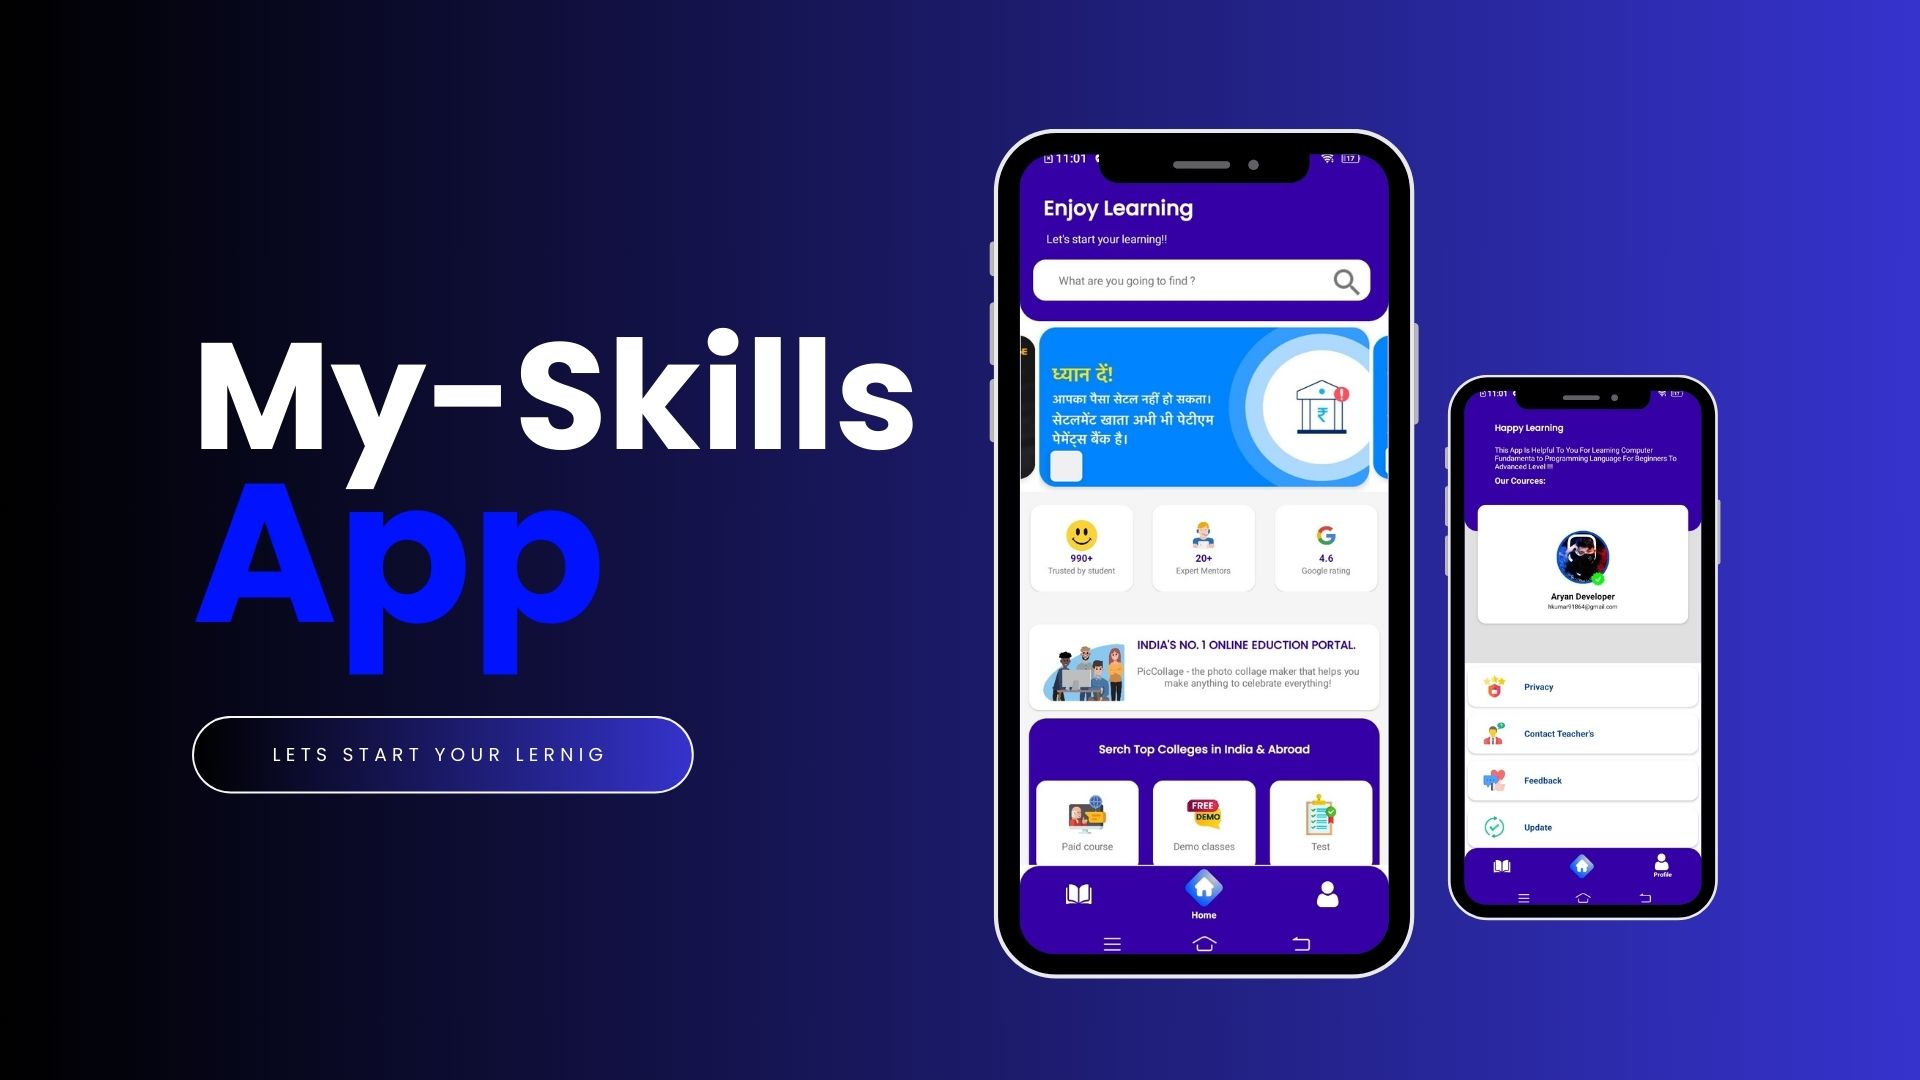 My-Skills
App
LETS START YOUR LERNIG
11:01
17
Enjoy Learning
Let's start your learning!!
What are you going to find ?
ध्यान दें!
आपका पैसा सेटल नहीं हो सकता।
सेटलमेंट खाता अभी भी पेटीएम
पेमेंट्स बैंक है।
990+
Trusted by student
20+
Expert Mentors
4.6
Google rating
INDIA'S NO. 1 ONLINE EDUCTION PORTAL.
PicCollage - the photo collage maker that helps you
make anything to celebrate everything!
Serch Top Colleges in India & Abroad
Paid course
FREE
DEMO
Demo classes
Test
Home
11:01
Happy Learning
This App Is Helpful To You For Learning Computer
Fundaments to Programming Language For Beginners To
Advanced Level !!!
Our Cources:
Aryan Developer
hkumar91864@gmail.com
Privacy
Contact Teacher's
Feedback
Update
Profile